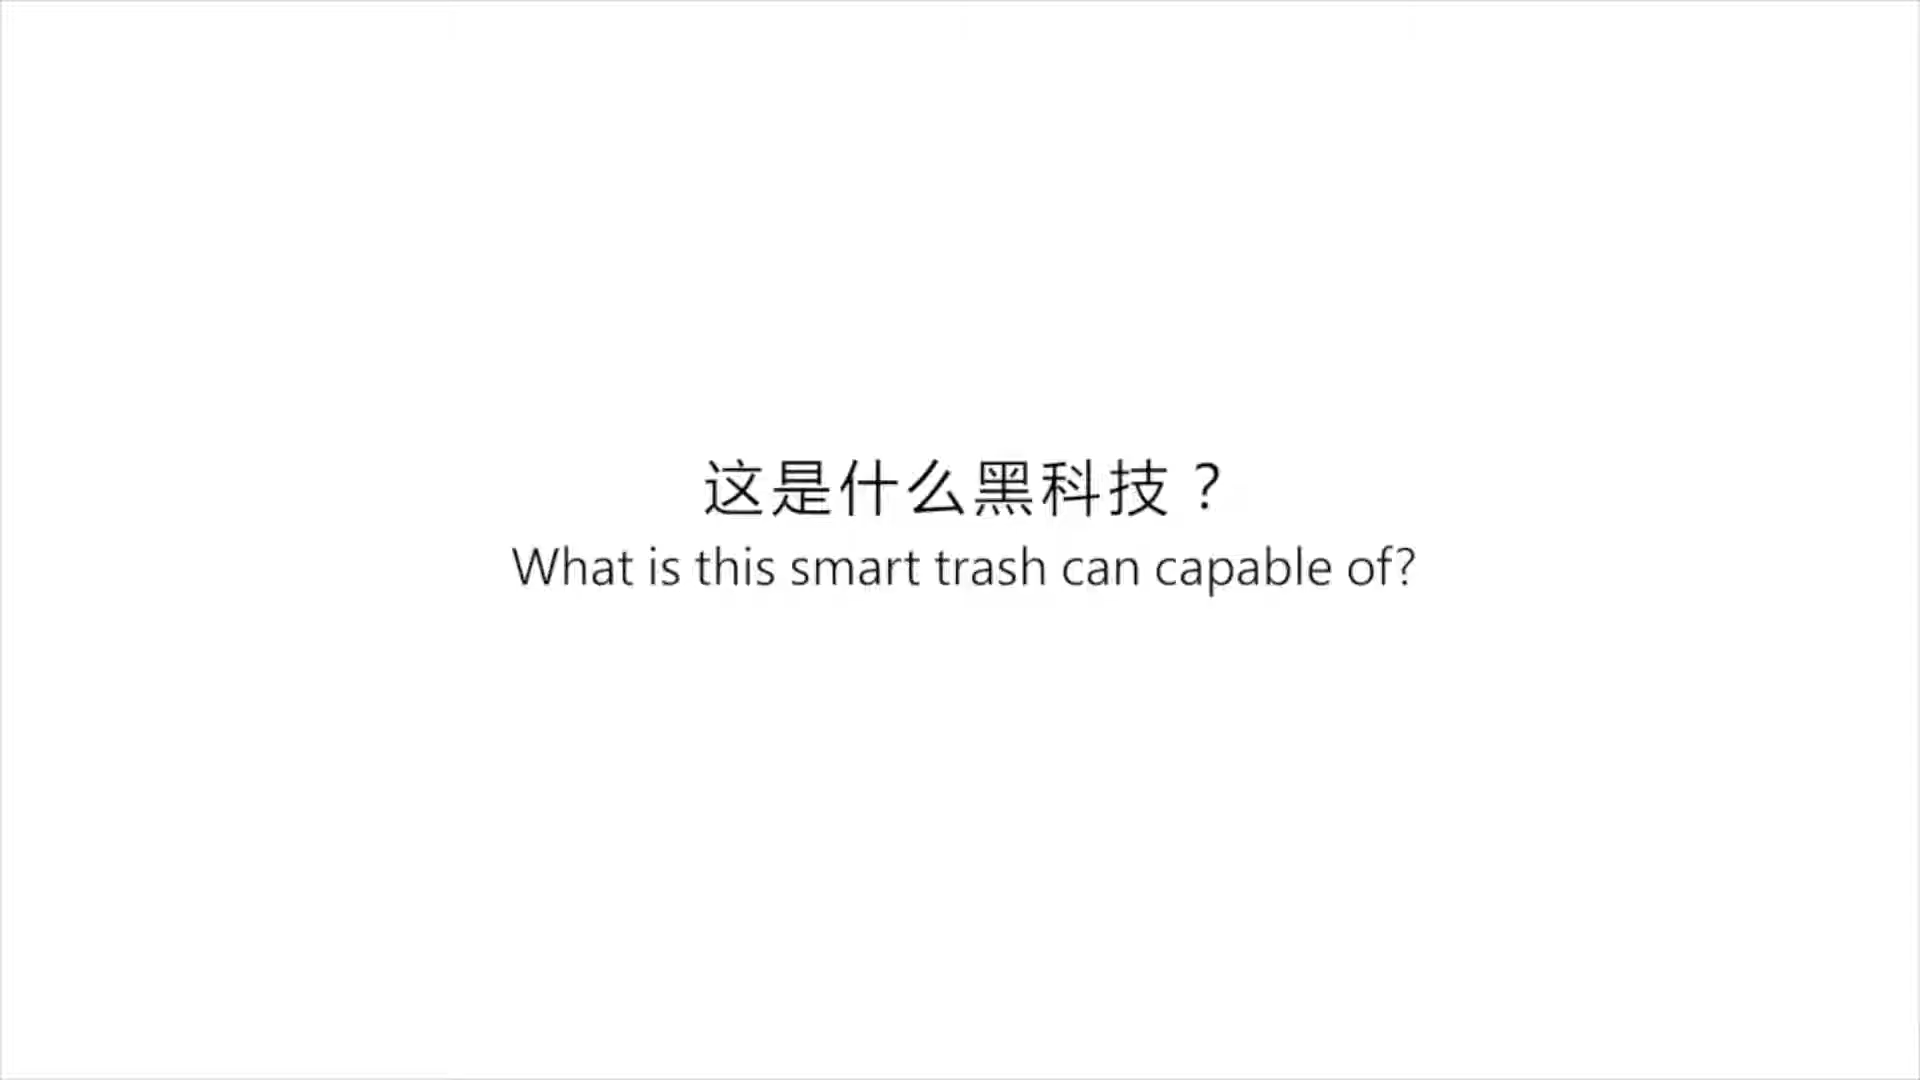 这是什么黑科技？
What is this smart trash can capable of?